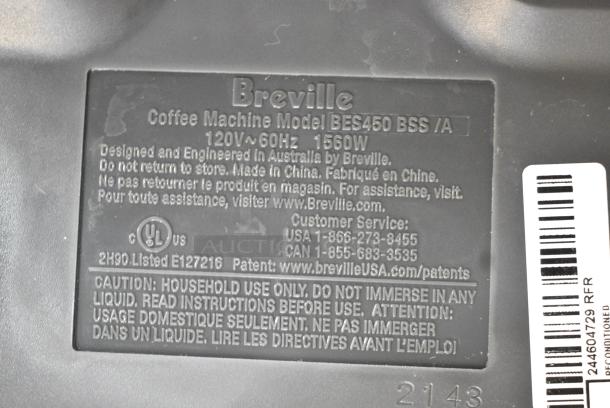 Breville
Coffee Machine Model BES450 BSS /A
120V~60Hz 1560W
Designed and Engineered in Australia by Breville.
Do not return to store. Made in China. Fabriqué en Chine.
Ne pas retourner le produit en magasin. For assistance, visit.
Pour toute assistance, visiter www.Breville.com.
Customer Service:
C UL US
USA 1-866-273-8455
CAN 1-855-683-3535
2H90 Listed E127216 Patent: www.brevilleUSA.com/patents
CAUTION: HOUSEHOLD USE ONLY. DO NOT IMMERSE IN ANY
LIQUID. READ INSTRUCTIONS BEFORE USE. ATTENTION:
USAGE DOMESTIQUE SEULEMENT. NE PAS IMMERGER
DANS UN LIQUIDE. LIRE LES DIRECTIVES AVANT L'EMPLOI
2143
244604729 RFR
RECONDITIONED